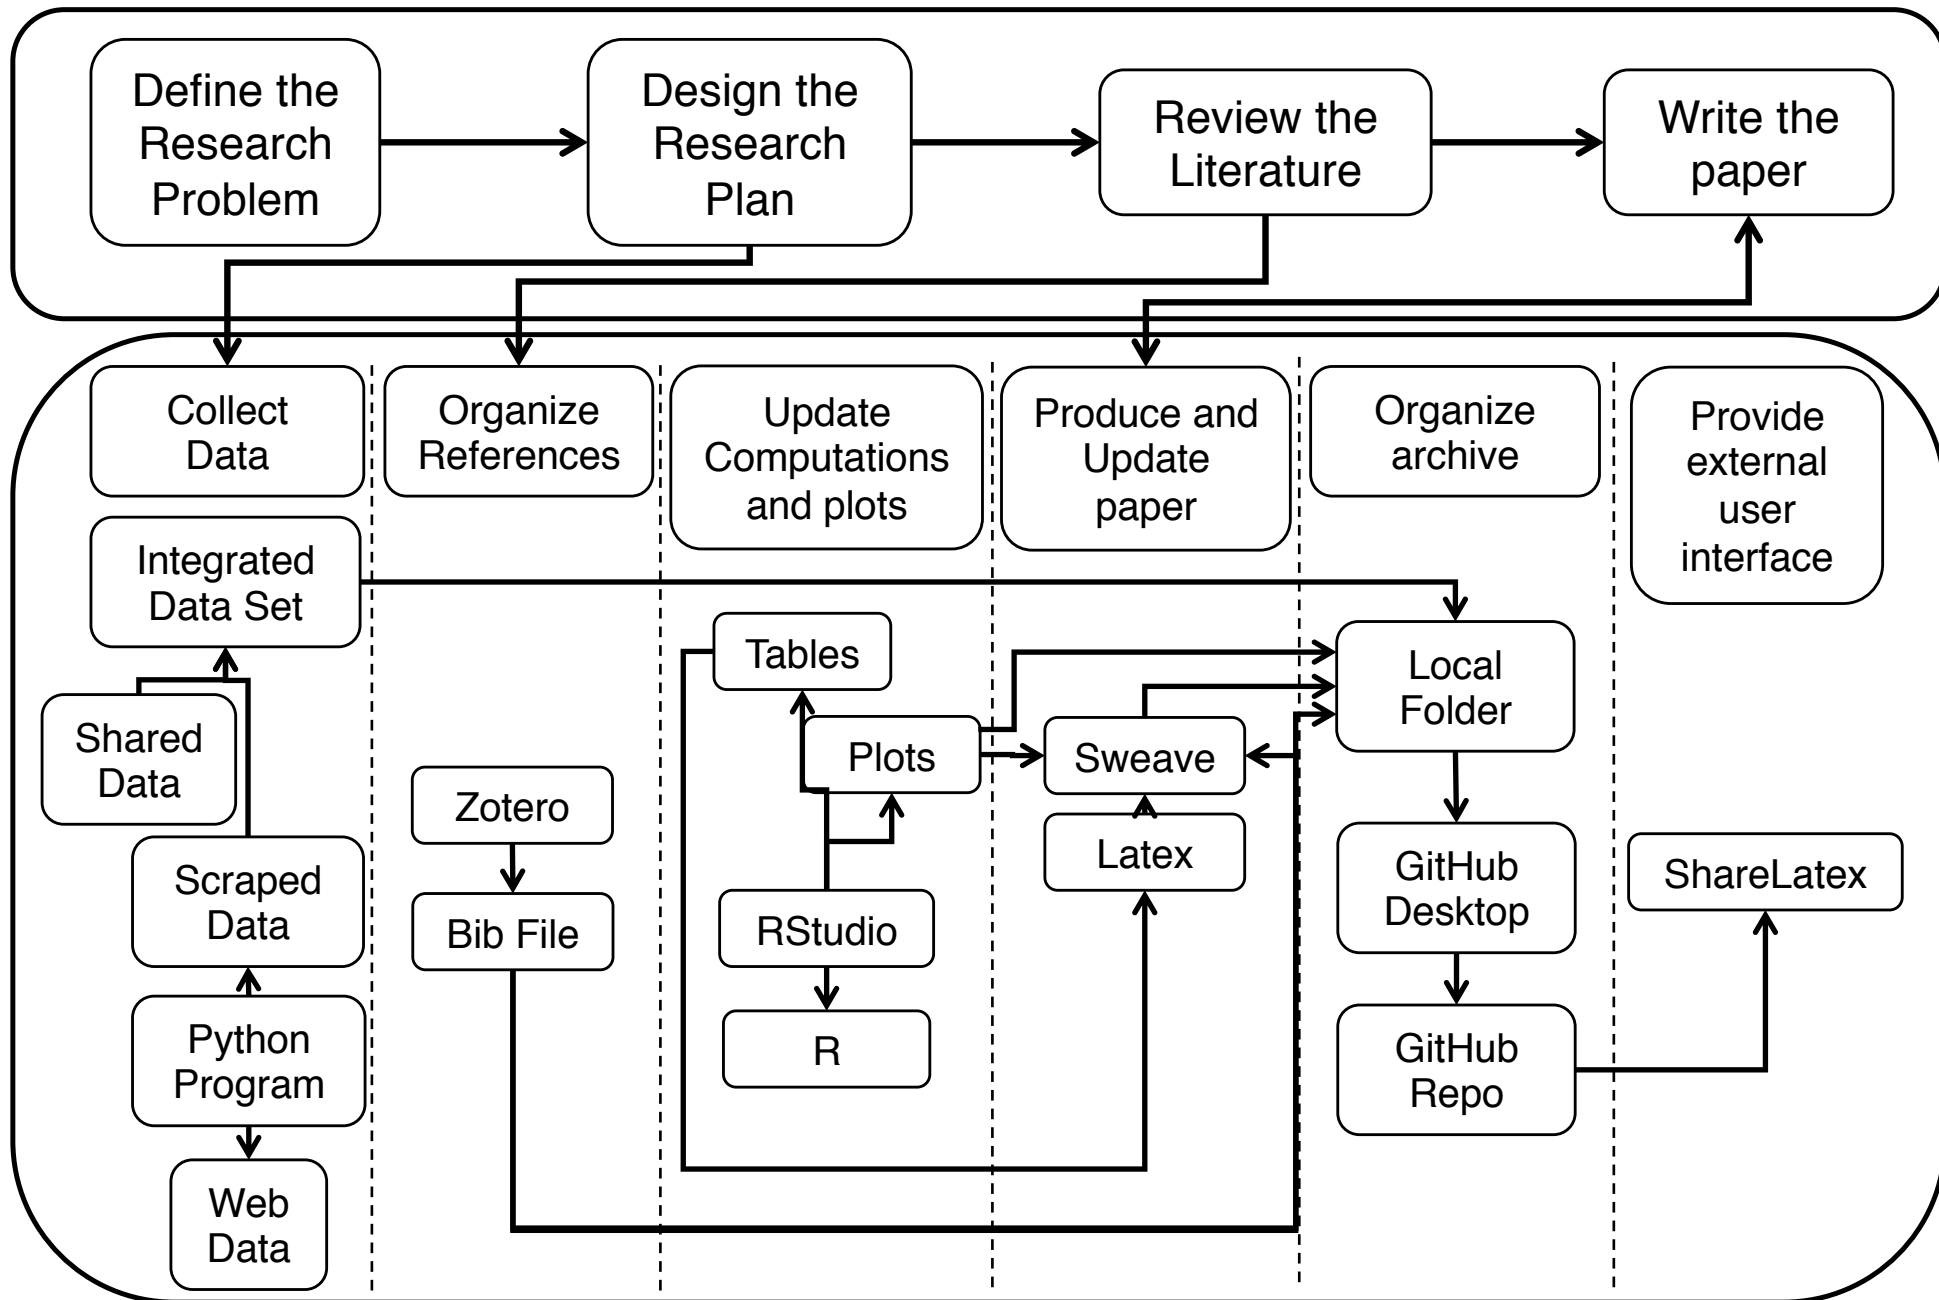 Define the
Research
Problem
Design the
Research
Plan
Review the
Literature
Write the
paper
Collect
Data
Organize
References
Update
Computations
and plots
Produce and
Update
paper
Organize
archive
Provide
external
user
interface
Integrated
Data Set
Shared
Data
Scraped
Data
Python
Program
Web
Data
Zotero
Bib File
Tables
Plots
RStudio
R
Sweave
Latex
Local
Folder
GitHub
Desktop
GitHub
Repo
ShareLatex